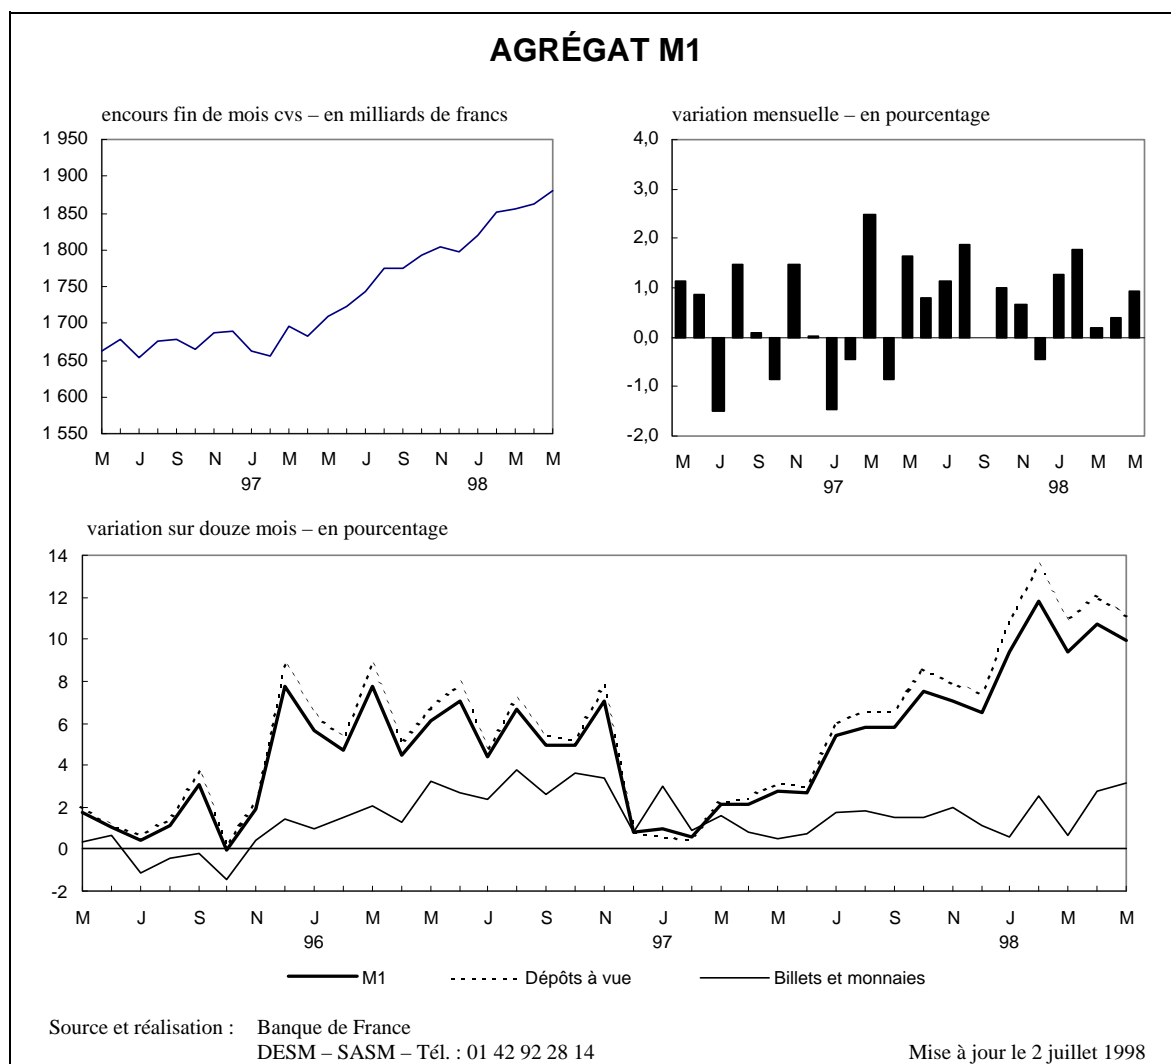 AGRÉGAT M1
encours fin de mois cvs – en milliards de francs
1 950
1 900
1 850
1 800
1 750
1 700
1 650
1 600
1 550
M J S N J M M J S N J M M
97 98
variation mensuelle – en pourcentage
4,0
3,0
2,0
1,0
0,0
-1,0
-2,0
M J S N J M M J S N J M M
97 98
variation sur douze mois – en pourcentage
14
12
10
8
6
4
2
0
-2
M J S N J M M J S N J M M J S N J M M
96 97 98
M1 Dépôts à vue Billets et monnaies
Source et réalisation : Banque de France
DESM – SASM – Tél. : 01 42 92 28 14 Mise à jour le 2 juillet 1998